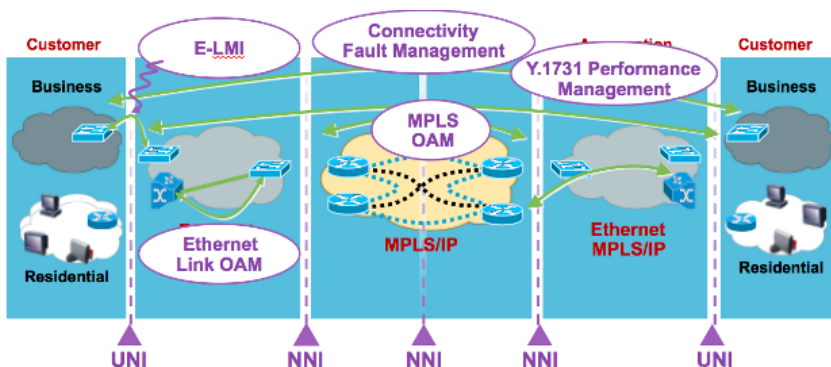 Customer
E-LMI
Connectivity
Fault Management
Customer
Business
Y.1731 Performance
Management
Business
MPLS
OAM
Ethernet
Link OAM
MPLS/IP
Ethernet
MPLS/IP
Residential
Residential
UNI
NNI
NNI
NNI
UNI